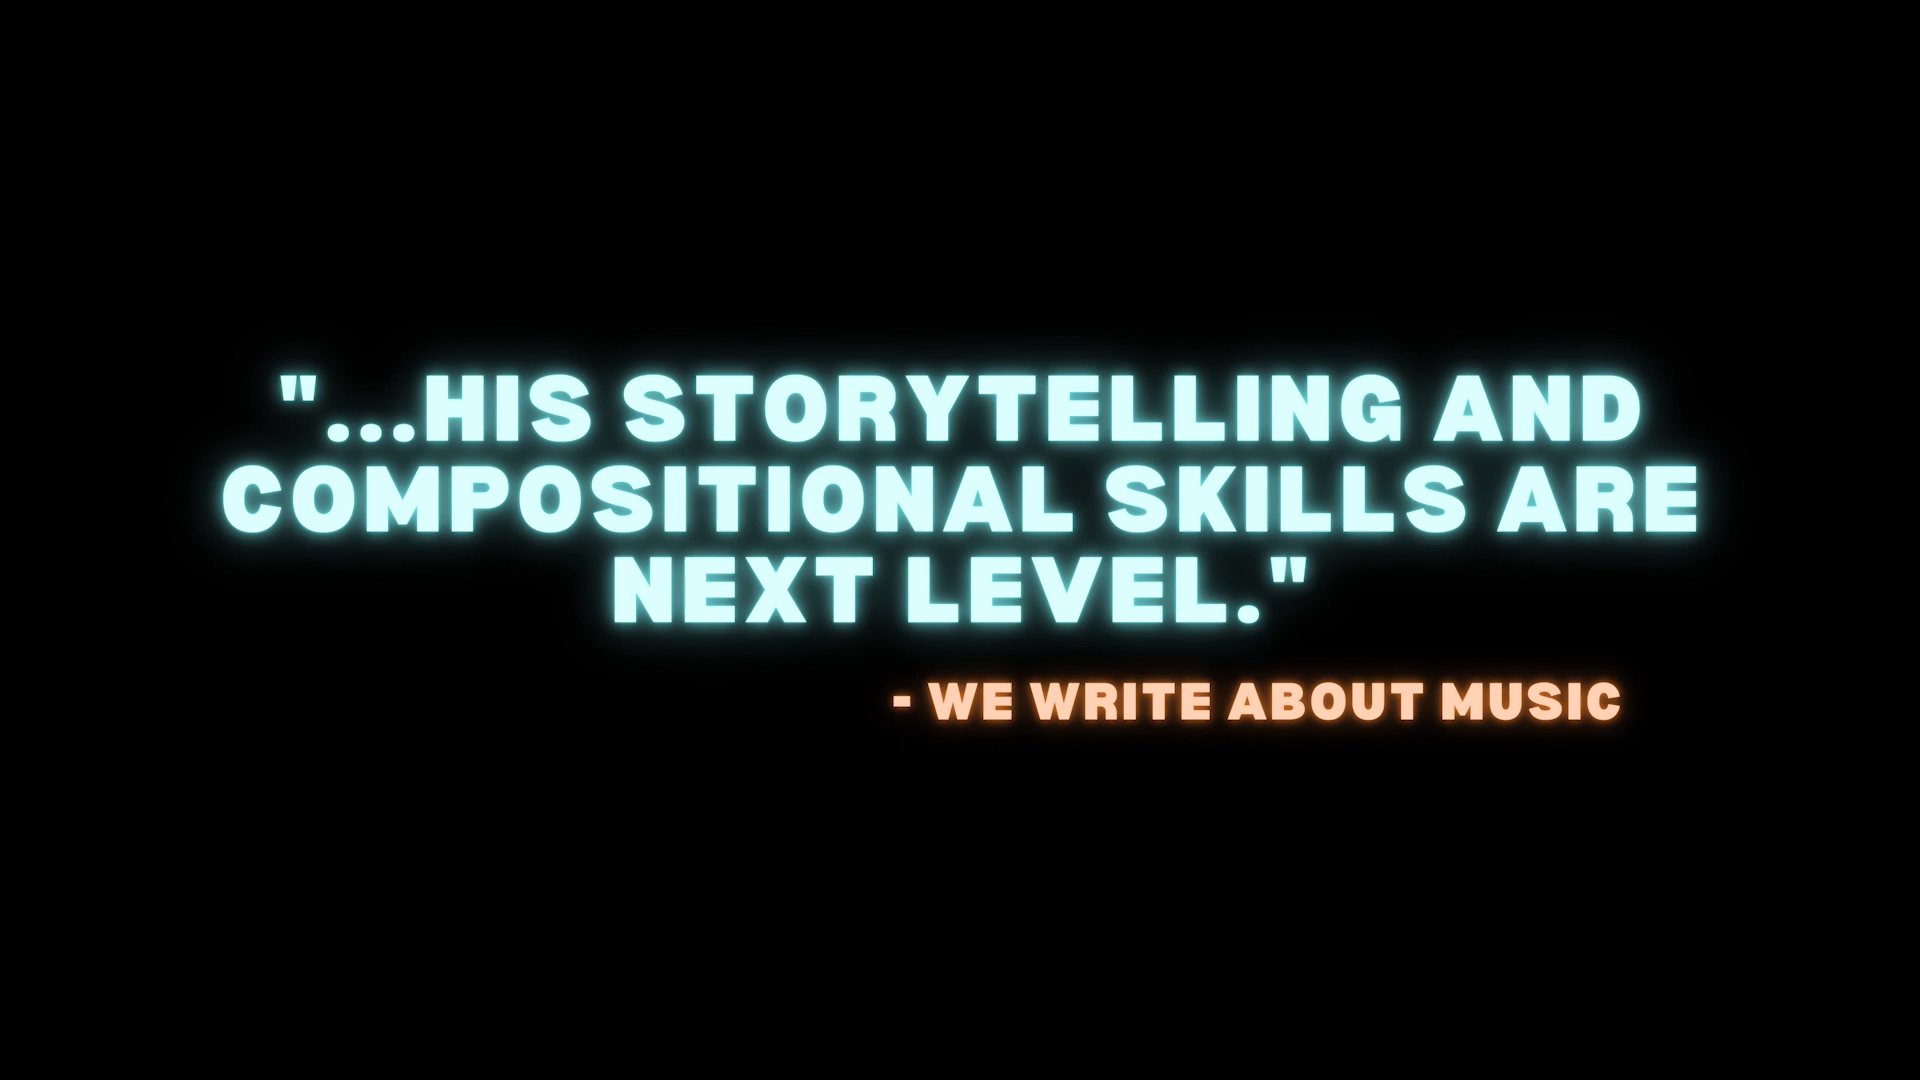 "...HIS STORYTELLING AND
COMPOSITIONAL SKILLS ARE
NEXT LEVEL."
- WE WRITE ABOUT MUSIC